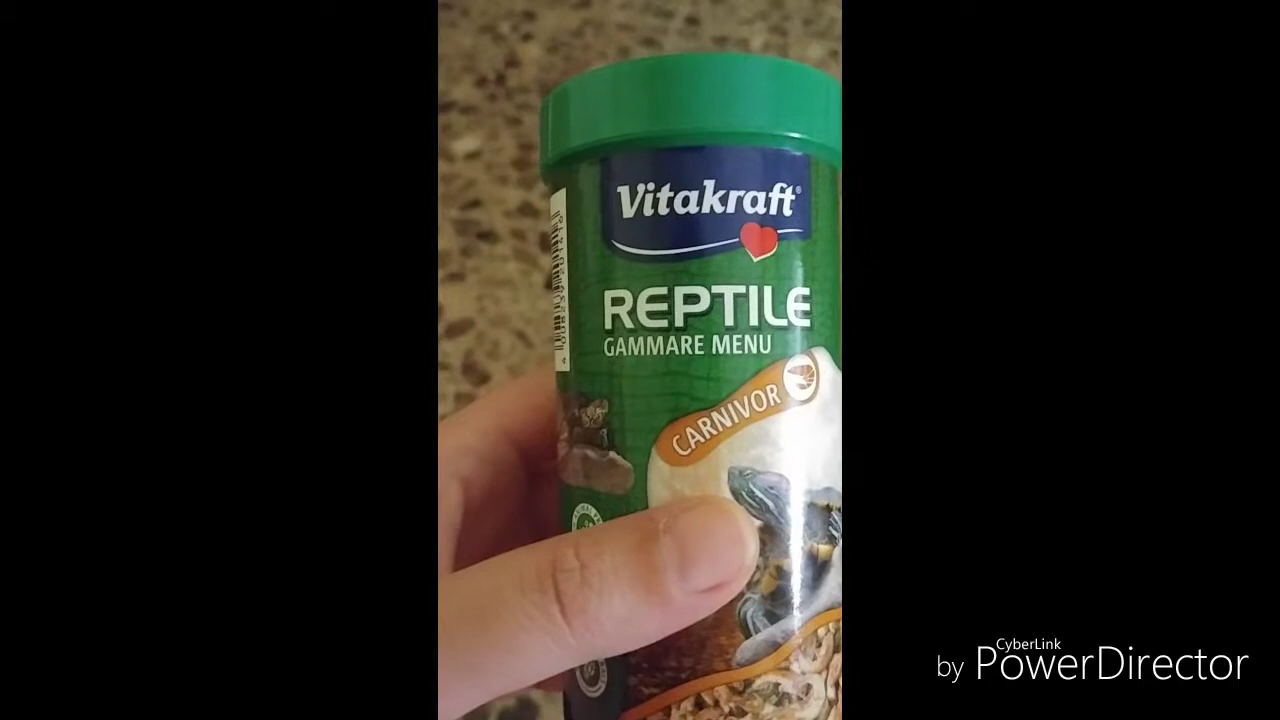 Vitakraft®
REPTILE
GAMMARE MENU
CARNIVOR
CyberLink
by PowerDirector